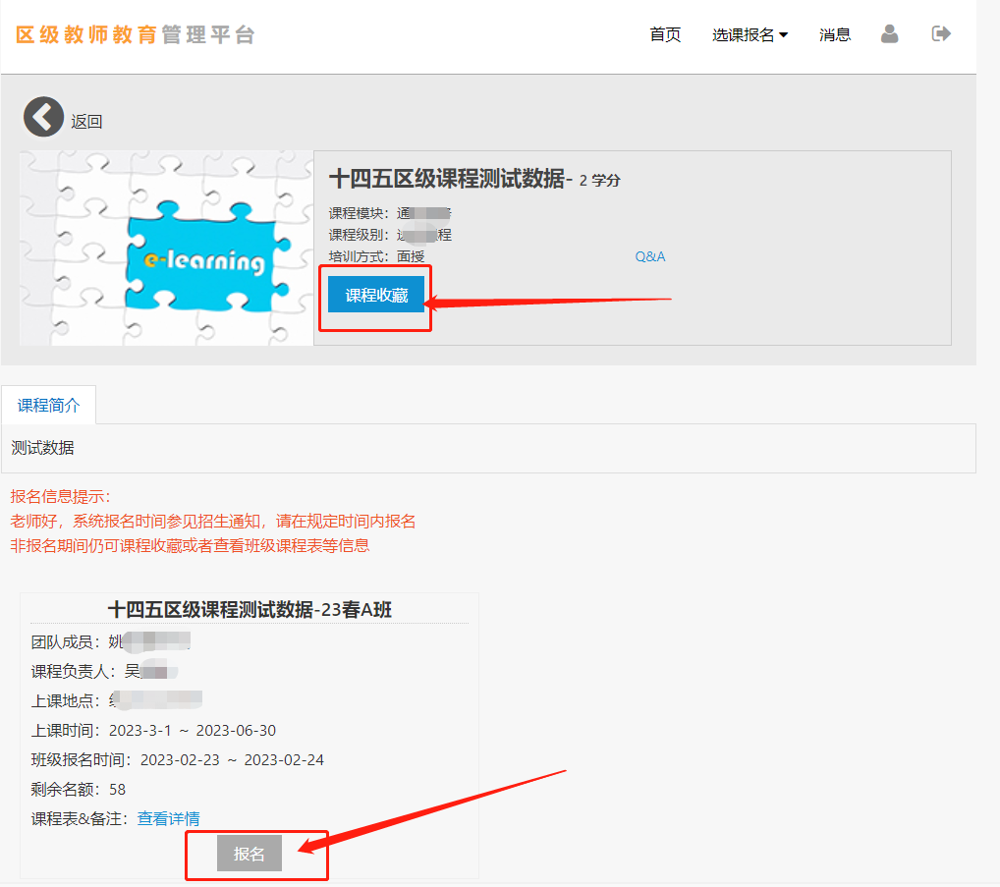 区级教师教育管理平台
首页 选课报名 消息
返回
e-learning
十四五区级课程测试数据- 2 学分
课程模块：通
课程级别：程
培训方式：面授
Q&A
课程收藏
课程简介
测试数据
报名信息提示：
老师好，系统报名时间参见招生通知，请在规定时间内报名
非报名期间仍可课程收藏或者查看班级课程表等信息
十四五区级课程测试数据-23春A班
团队成员：姚
课程负责人：吴
上课地点：
上课时间：2023-3-1 ~ 2023-06-30
班级报名时间：2023-02-23 ~ 2023-02-24
剩余名额：58
课程表&备注：查看详情
报名